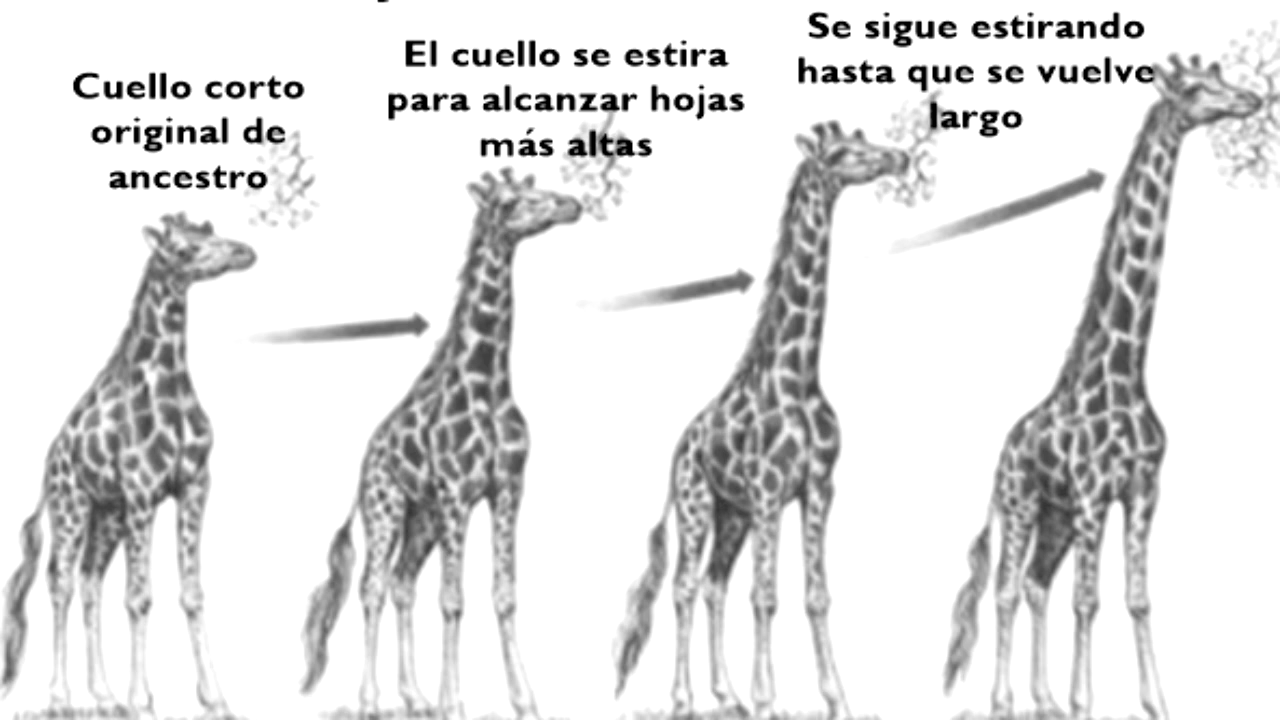 Cuello corto
original de
ancestro
El cuello se estira
para alcanzar hojas
más altas
Se sigue estirando
hasta que se vuelve
largo